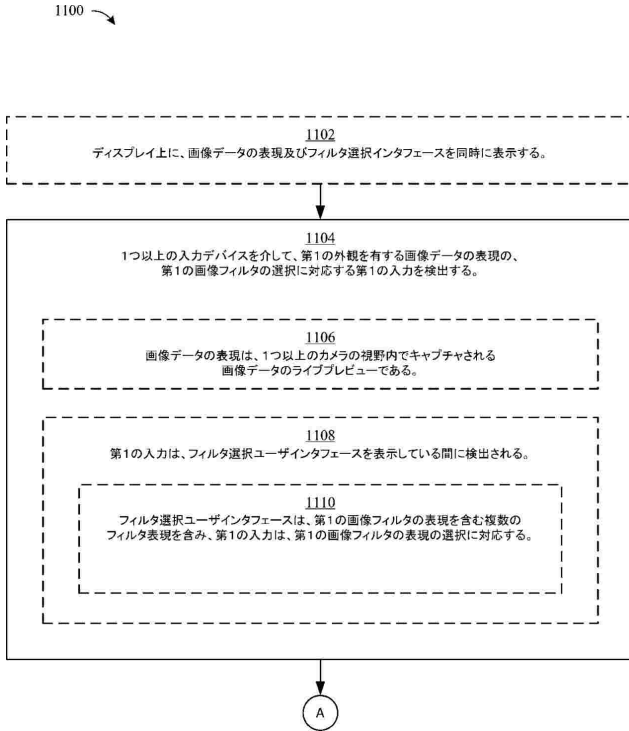 1100
1102
ディスプレイ上に、画像データの表現及びフィルタ選択インタフェースを同時に表示する。
1104
1つ以上の入力デバイスを介して、第1の外観を有する画像データの表現の、
第1の画像フィルタの選択に対応する第1の入力を検出する。
1106
画像データの表現は、1つ以上のカメラの視野内でキャプチャされる
画像データのライブプレビューである。
1108
第1の入力は、フィルタ選択ユーザインタフェースを表示している間に検出される。
1110
フィルタ選択ユーザインタフェースは、第1の画像フィルタの表現を含む複数の
フィルタ表現を含み、第1の入力は、第1の画像フィルタの表現の選択に対応する。
A